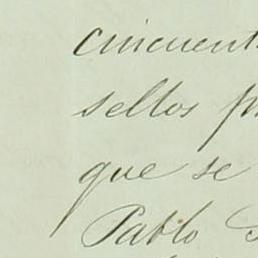 cincuent
sellos p
que se
Pablo